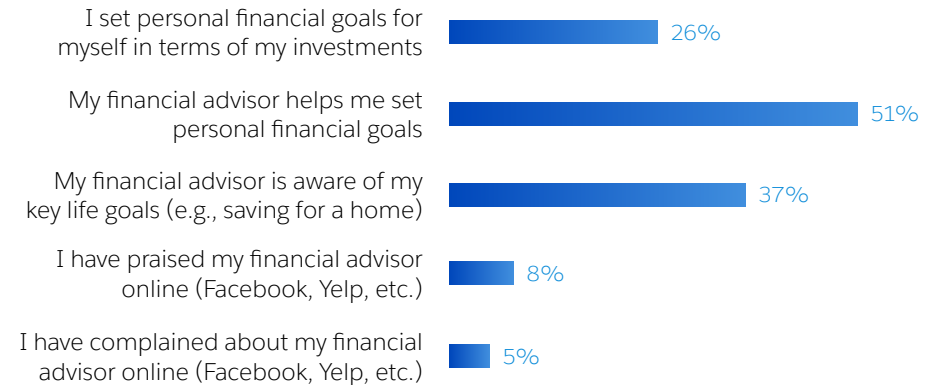 I set personal financial goals for
myself in terms of my investments
26%
My financial advisor helps me set
personal financial goals
51%
My financial advisor is aware of my
key life goals (e.g., saving for a home)
37%
I have praised my financial advisor
online (Facebook, Yelp, etc.)
8%
I have complained about my financial
advisor online (Facebook, Yelp, etc.)
5%